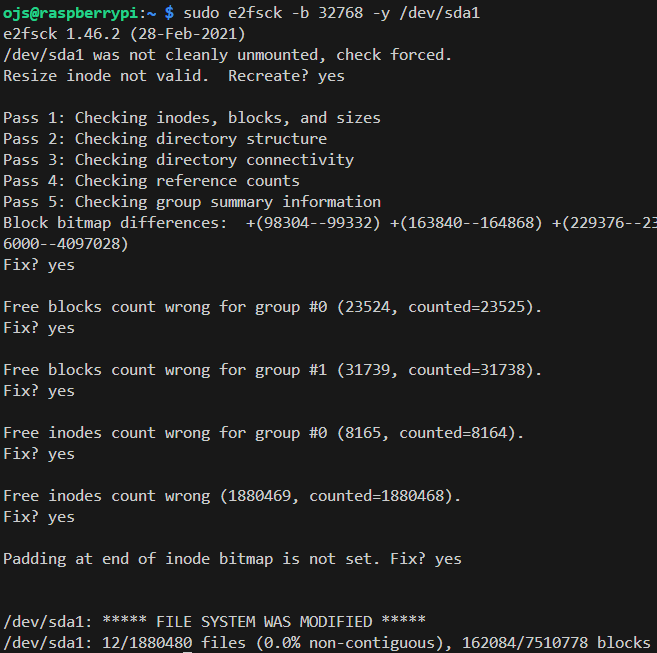 ojs@raspberrypi:~ $ sudo e2fsck -b 32768 -y /dev/sda1
e2fsck 1.46.2 (28-Feb-2021)
/dev/sda1 was not cleanly unmounted, check forced.
Resize inode not valid.  Recreate? yes
Pass 1: Checking inodes, blocks, and sizes
Pass 2: Checking directory structure
Pass 3: Checking directory connectivity
Pass 4: Checking reference counts
Pass 5: Checking group summary information
Block bitmap differences:  +(98304--99332) +(163840--164868) +(229376--23
6000--4097028)
Fix? yes
Free blocks count wrong for group #0 (23524, counted=23525).
Fix? yes
Free blocks count wrong for group #1 (31739, counted=31738).
Fix? yes
Free inodes count wrong for group #0 (8165, counted=8164).
Fix? yes
Free inodes count wrong (1880469, counted=1880468).
Fix? yes
Padding at end of inode bitmap is not set. Fix? yes
/dev/sda1: ***** FILE SYSTEM WAS MODIFIED *****
/dev/sda1: 12/1880480 files (0.0% non-contiguous), 162084/7510778 blocks